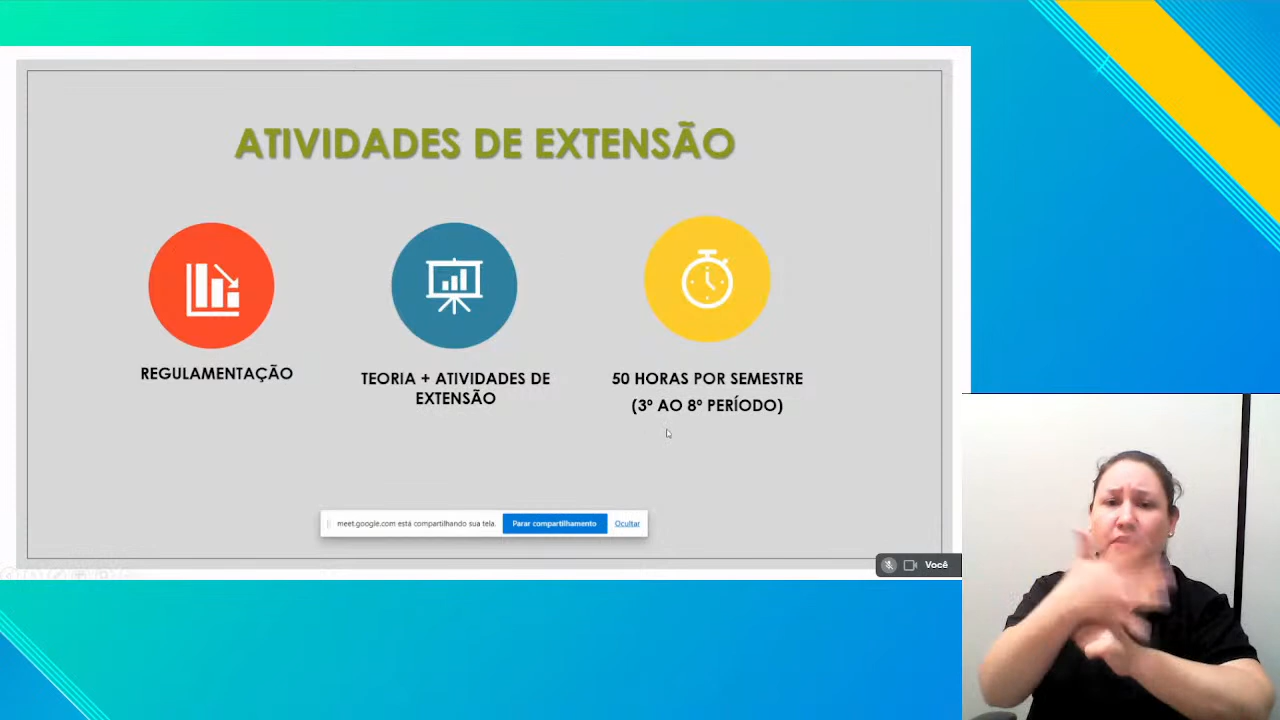 ATIVIDADES DE EXTENSÃO
REGULAMENTAÇÃO
TEORIA + ATIVIDADES DE
EXTENSÃO
50 HORAS POR SEMESTRE
(3º AO 8º PERÍODO)
meet.google.com está compartilhando sua tela.
Parar compartilhamento
Ocultar
Você